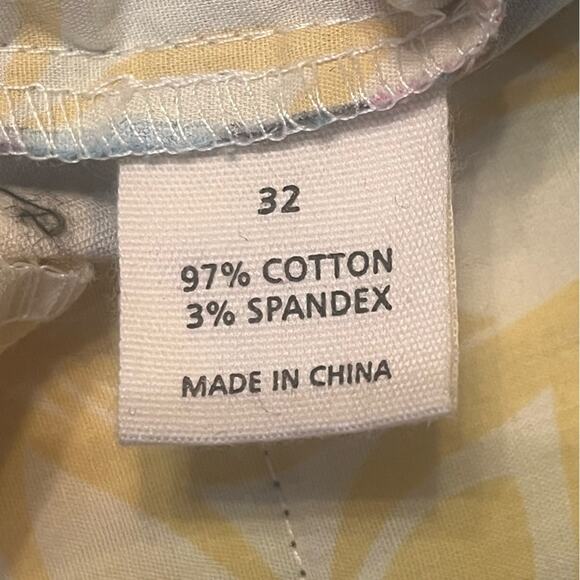 32
97% COTTON
3% SPANDEX
MADE IN CHINA